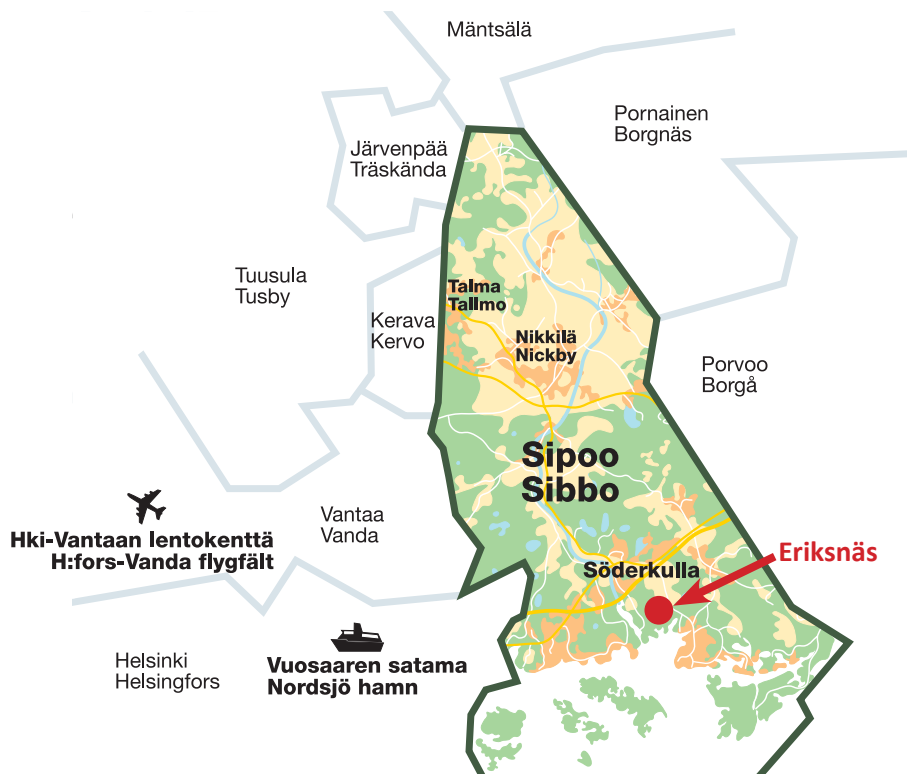 Mäntsälä
Pornainen
Borgnäs
Järvenpää
Träskända
Tuusula
Tusby
Talma
Tallmo
Kerava
Kervo
Nikkilä
Nickby
Porvoo
Borgå
Sipoo
Sibbo
Hki-Vantaan lentokenttä
H:fors-Vanda flygfält
Vantaa
Vanda
Eriksnäs
Söderkulla
Helsinki
Helsingfors
Vuosaaren satama
Nordsjö hamn